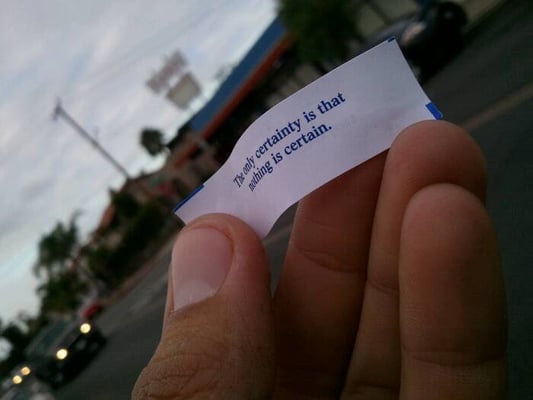 The only certainty is that
nothing is certain.